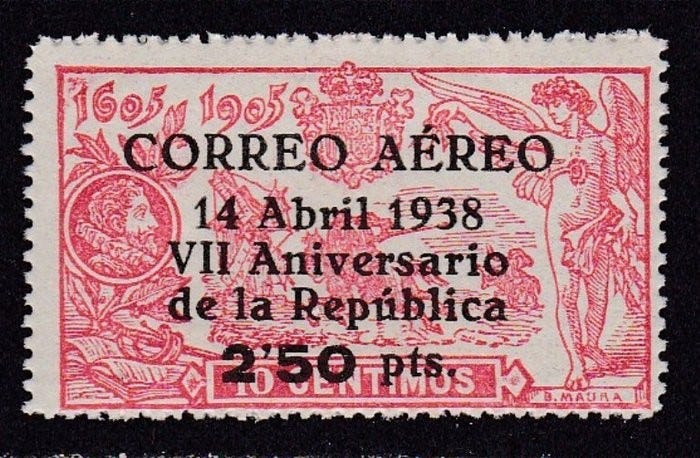 1605 1905
CORREO AÉREO
14 Abril 1938
VII Aniversario
de la República
2'50 pts.
10 CENTIMOS
B. MAURA